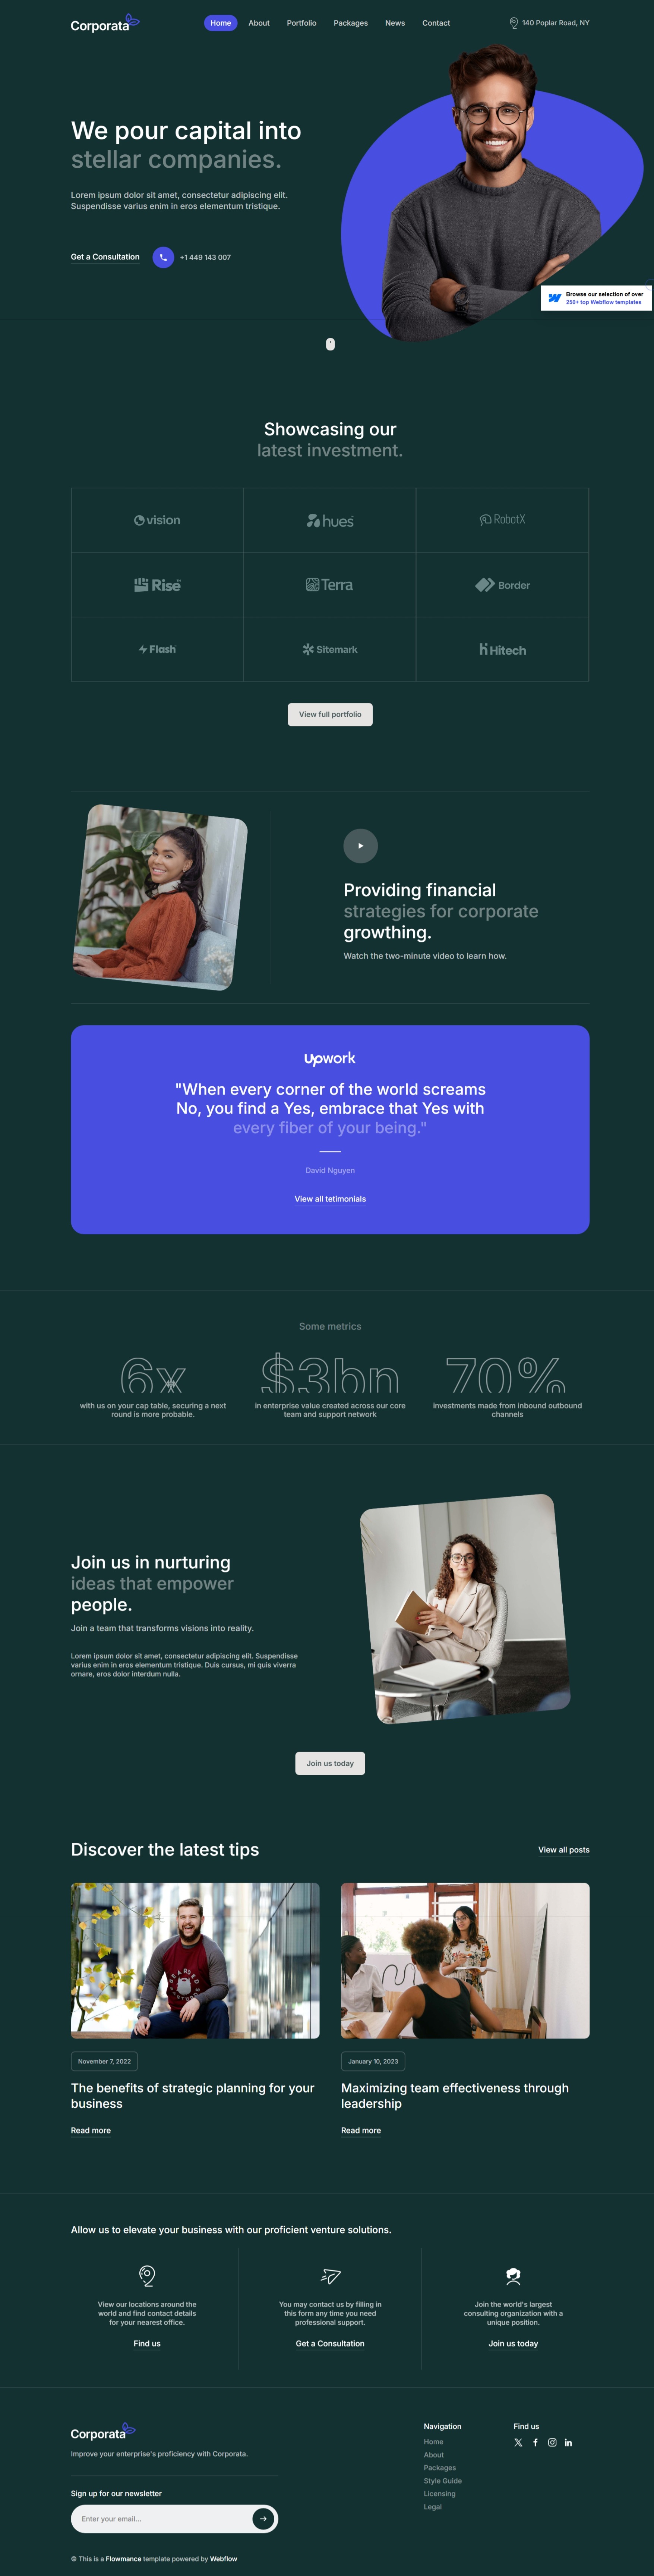 Corporata
Home About Portfolio Packages News Contact
140 Poplar Road, NY
We pour capital into
stellar companies.
Lorem ipsum dolor sit amet, consectetur adipiscing elit.
Suspendisse varius enim in eros elementum tristique.
Get a Consultation
+1 449 143 007
Browse our selection of over
250+ top Webflow templates
Showcasing our
latest investment.
vision hues RobotX
Rise Terra Border
Flash Sitemark Hitech
View full portfolio
Providing financial
strategies for corporate
growthing.
Watch the two-minute video to learn how.
Upwork
"When every corner of the world screams
No, you find a Yes, embrace that Yes with
every fiber of your being."
David Nguyen
View all tetimonials
Some metrics
6x $3bn 70%
with us on your cap table, securing a next
round is more probable.
in enterprise value created across our core
team and support network
investments made from inbound outbound
channels
Join us in nurturing
ideas that empower
people.
Join a team that transforms visions into reality.
Lorem ipsum dolor sit amet, consectetur adipiscing elit. Suspendisse
varius enim in eros elementum tristique. Duis cursus, mi quis viverra
ornare, eros dolor interdum nulla.
Join us today
Discover the latest tips
View all posts
BEARDED
November 7, 2022
The benefits of strategic planning for your
business
Read more
January 10, 2023
Maximizing team effectiveness through
leadership
Read more
Allow us to elevate your business with our proficient venture solutions.
View our locations around the
world and find contact details
for your nearest office.
Find us
You may contact us by filling in
this form any time you need
professional support.
Get a Consultation
Join the world's largest
consulting organization with a
unique position.
Join us today
Corporata
Improve your enterprise's proficiency with Corporata.
Sign up for our newsletter
Enter your email...
Navigation
Home
About
Packages
Style Guide
Licensing
Legal
Find us
© This is a Flowmance template powered by Webflow